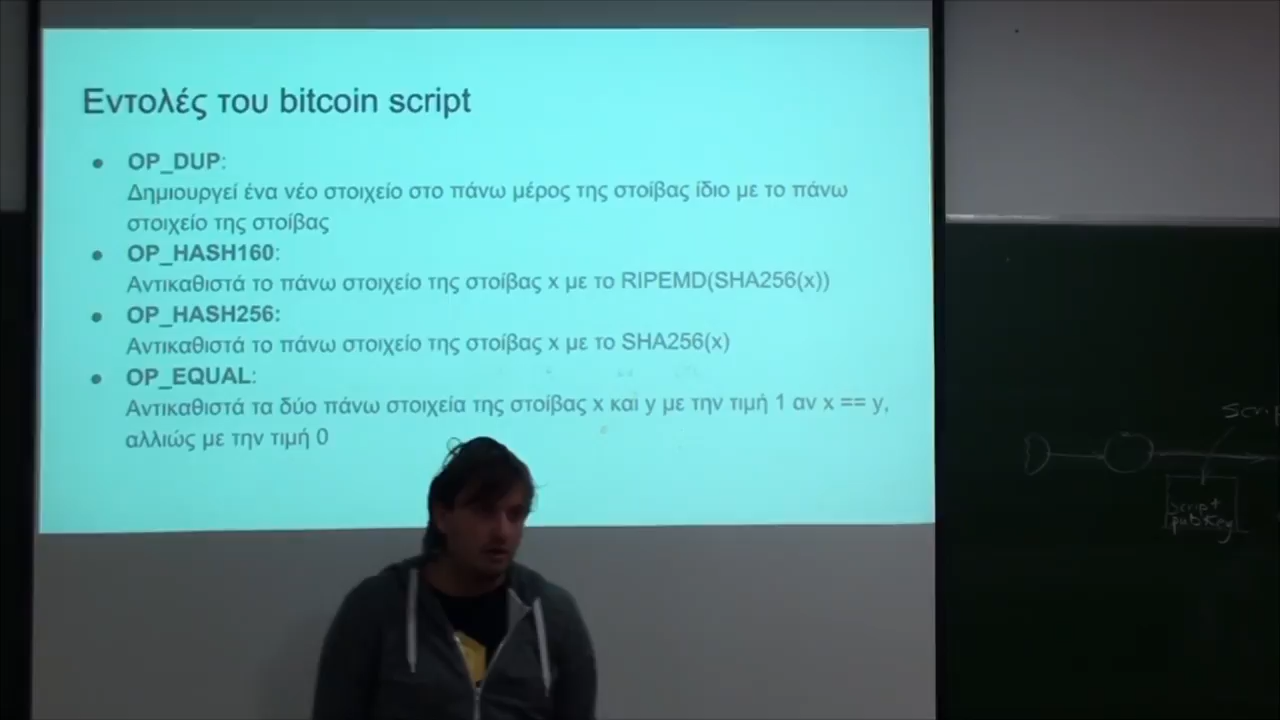 Εντολές του bitcoin script
● OP_DUP:
Δημιουργεί ένα νέο στοιχείο στο πάνω μέρος της στοίβας ίδιο με το πάνω
στοιχείο της στοίβας
● OP_HASH160:
Αντικαθιστά το πάνω στοιχείο της στοίβας x με το RIPEMD(SHA256(x))
● OP_HASH256:
Αντικαθιστά το πάνω στοιχείο της στοίβας x με το SHA256(x)
● OP_EQUAL:
Αντικαθιστά τα δύο πάνω στοιχεία της στοίβας x και y με την τιμή 1 αν x == y,
αλλιώς με την τιμή 0
script
pubKey